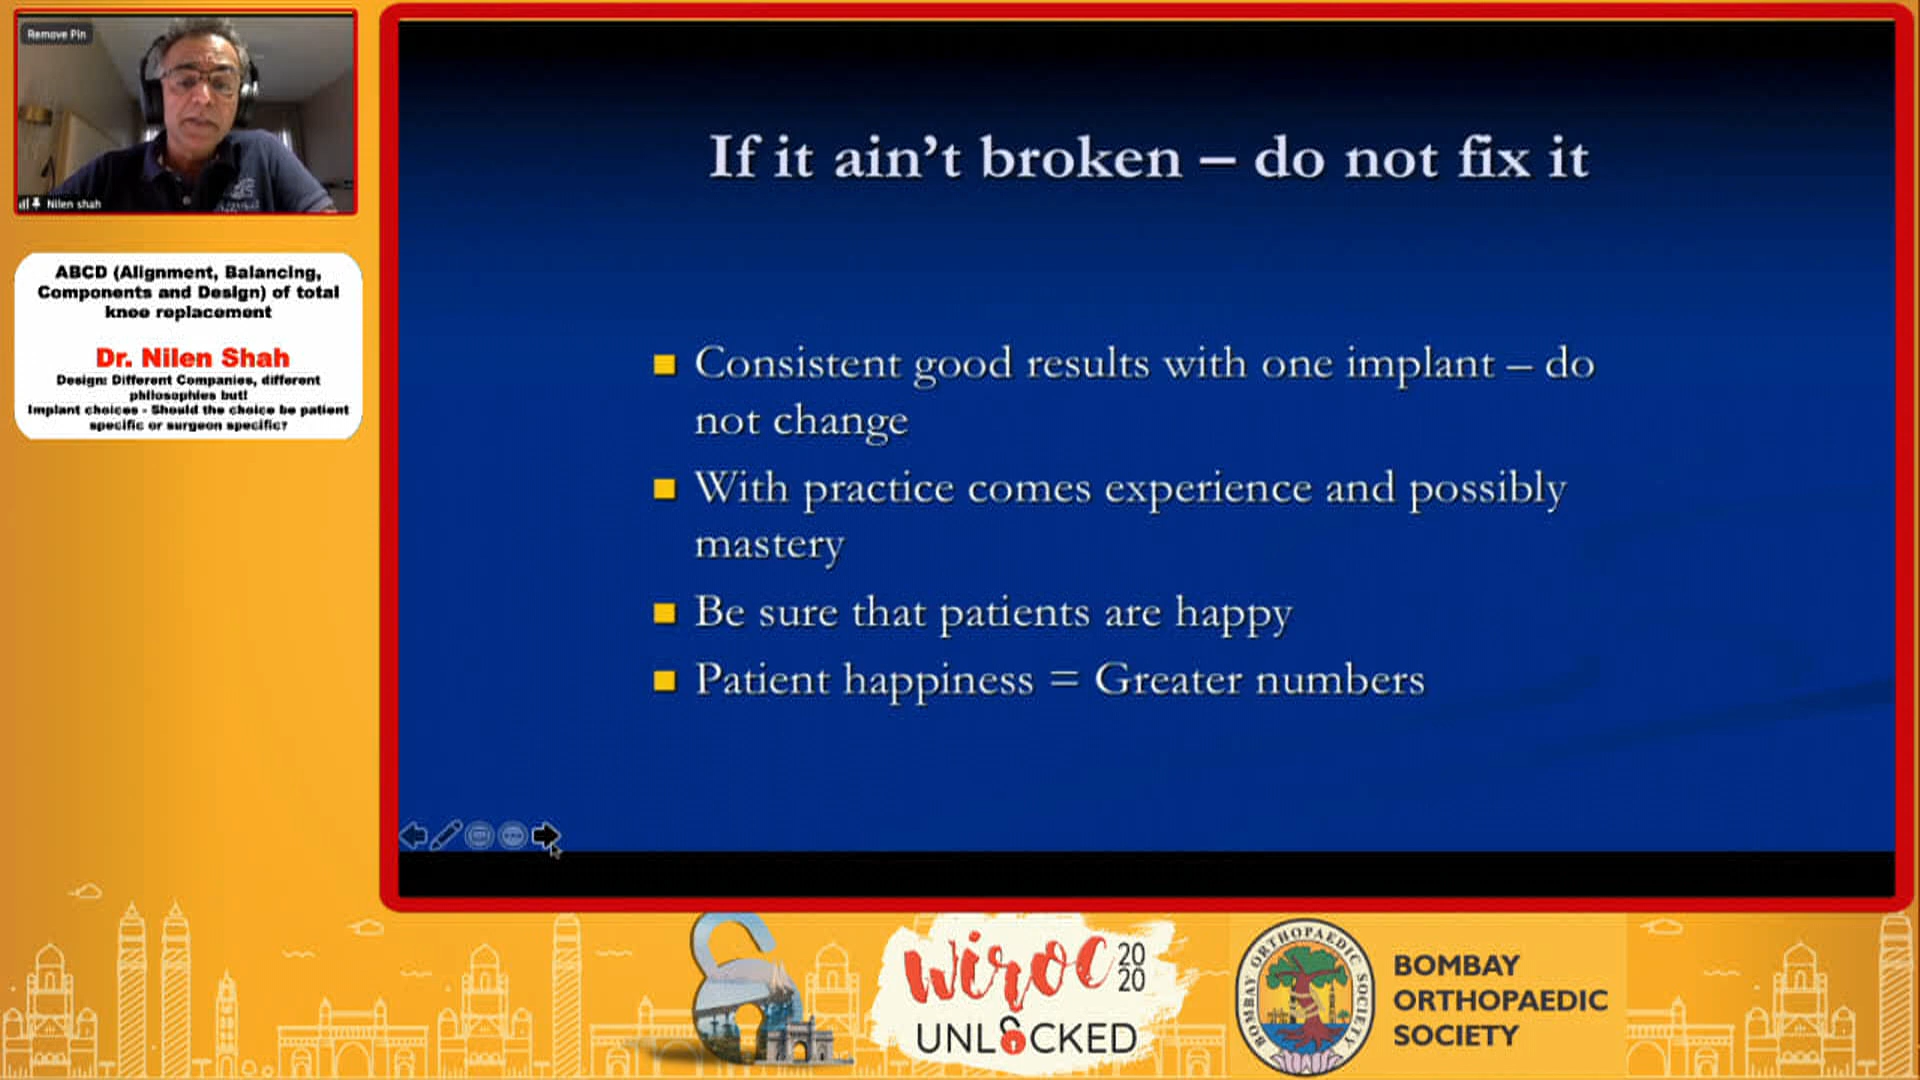 Remove Pin
Nilen shah
ABCD (Alignment, Balancing,
Components and Design) of total
knee replacement
Dr. Nilen Shah
Design: Different Companies, different
philosophies but!
Implant choices - Should the choice be patient
specific or surgeon specific?
If it ain't broken – do not fix it
Consistent good results with one implant – do
not change
With practice comes experience and possibly
mastery
Be sure that patients are happy
Patient happiness = Greater numbers
wiroc 20
20
UNLOCKED
BOMBAY ORTHOPAEDIC SOCIETY
BOMBAY
ORTHOPAEDIC
SOCIETY